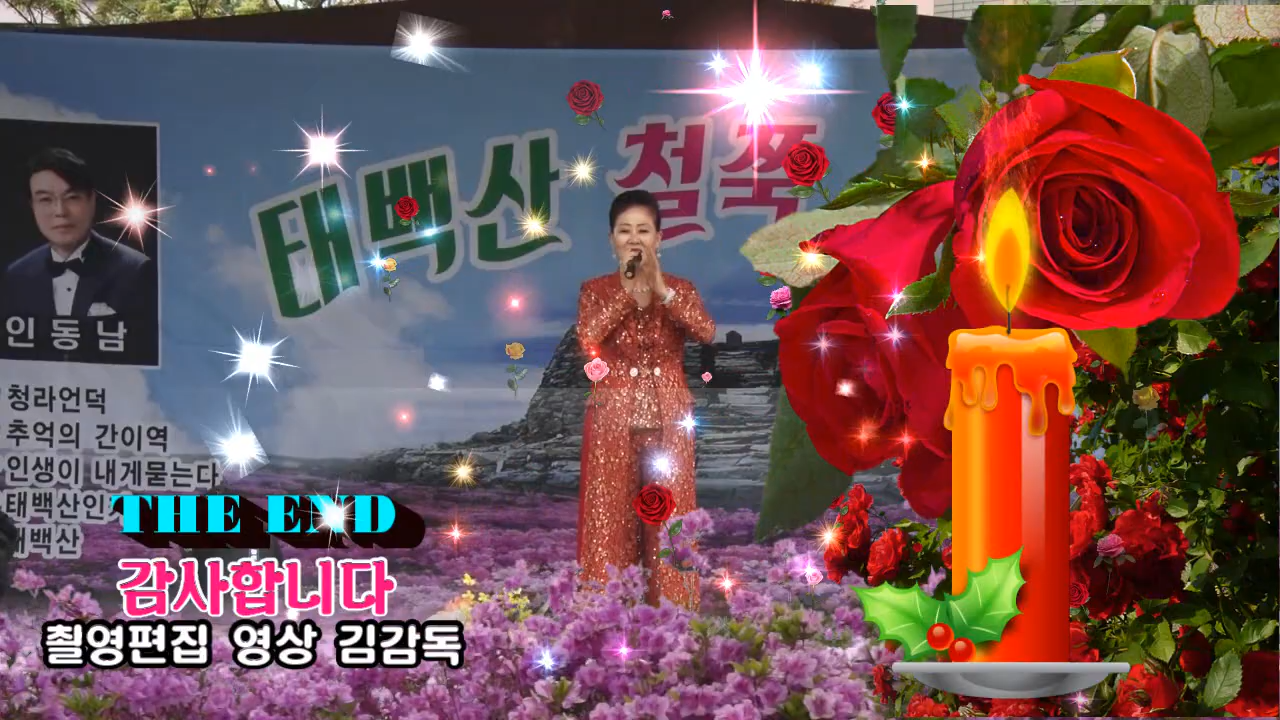 태백산 철쭉
인동남
청라언덕
추억의 간이역
인생이 내게묻는다
태백산인
태백산
THE END
감사합니다
촬영편집 영상 김감독